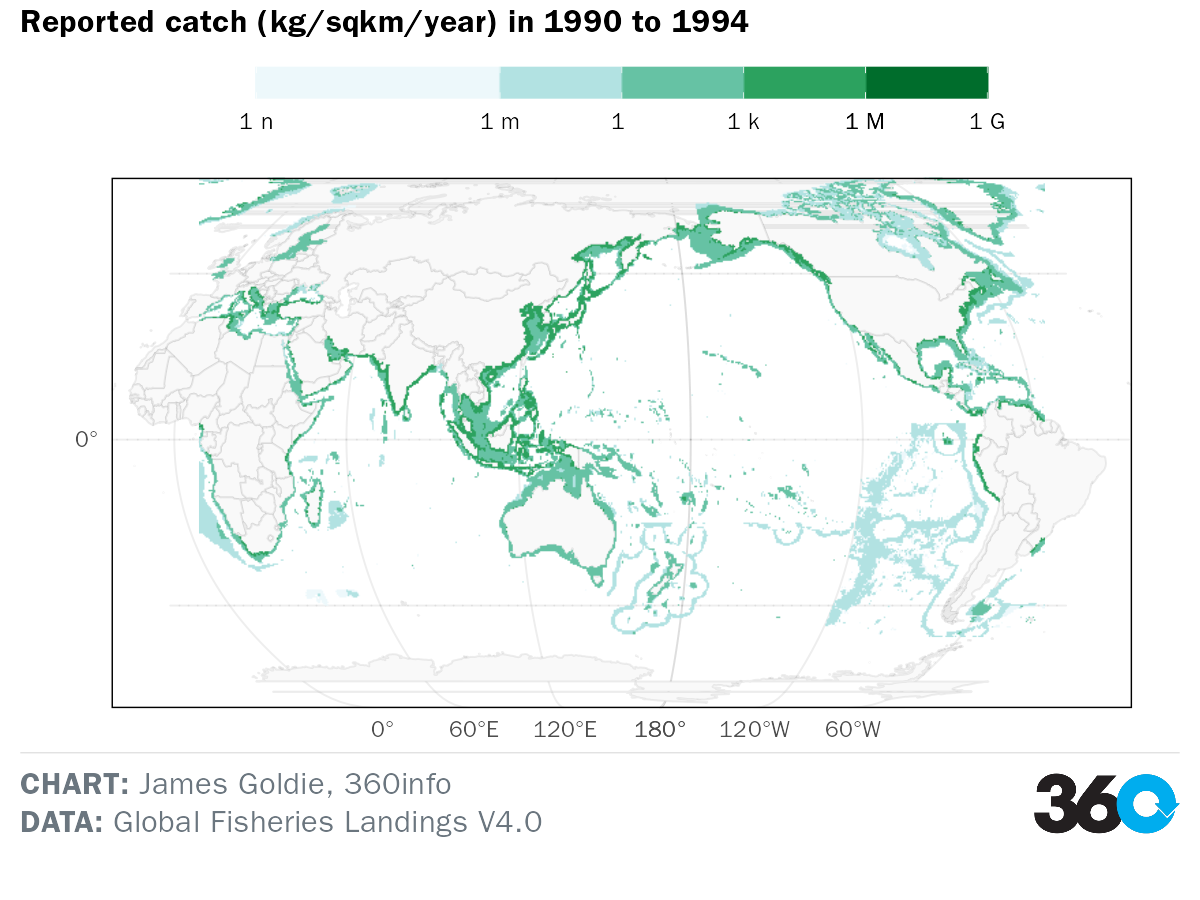 Reported catch (kg/sqkm/year) in 1990 to 1994
1 n 1 m 1 1 k 1 M 1 G
0°
0° 60°E 120°E 180° 120°W 60°W
CHART: James Goldie, 360info
DATA: Global Fisheries Landings V4.0
360